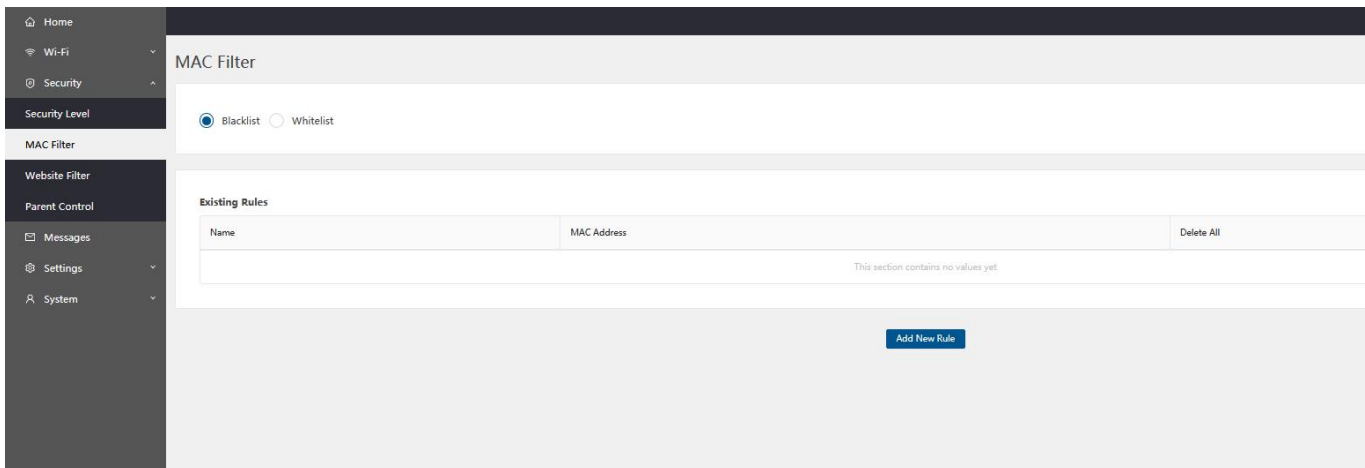 Home
Wi-Fi
Security
Security Level
MAC Filter
Website Filter
Parent Control
Messages
Settings
System
MAC Filter
Blacklist Whitelist
Existing Rules
Name MAC Address Delete All
This section contains no values yet
Add New Rule